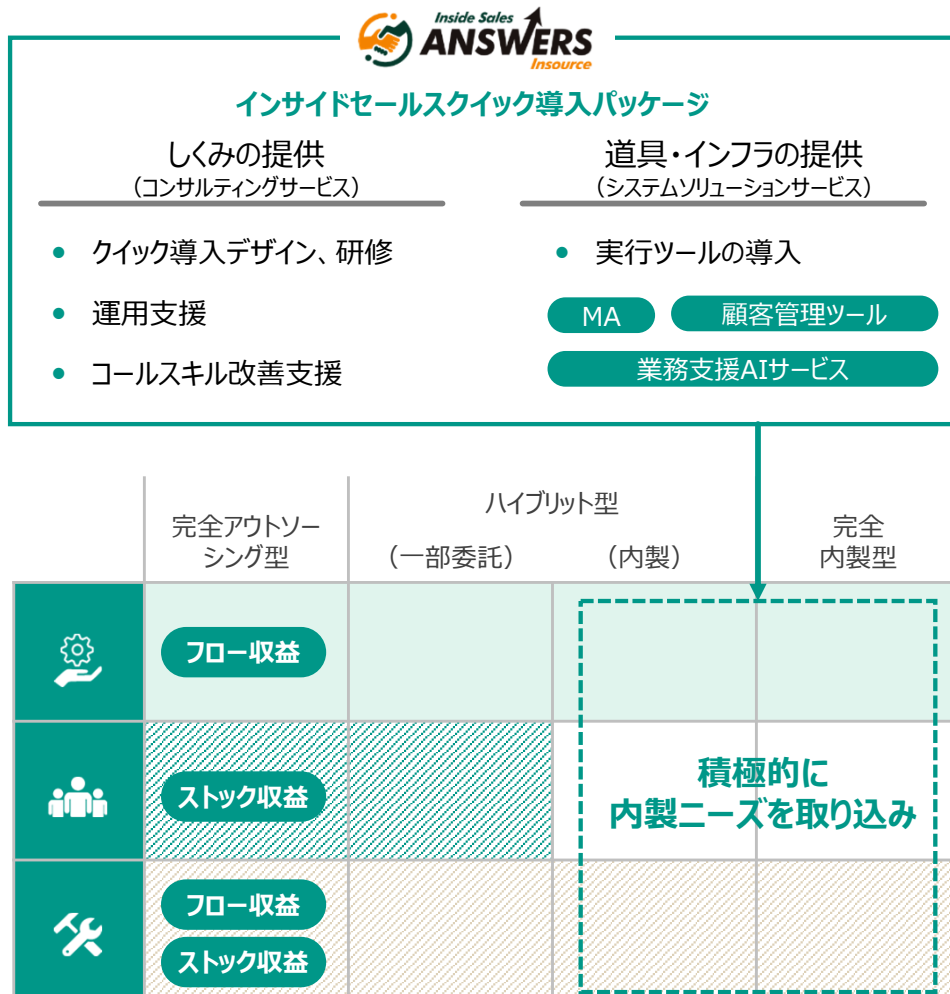 Inside Sales
ANSWERS
Insource
インサイドセールスクイック導入パッケージ
しくみの提供
（コンサルティングサービス）
• クイック導入デザイン、研修
• 運用支援
• コールスキル改善支援
道具・インフラの提供
（システムソリューションサービス）
• 実行ツールの導入
MA
顧客管理ツール
業務支援AIサービス
完全アウトソー
シング型
ハイブリット型
（一部委託）
（内製）
完全
内製型
フロー収益
ストック収益
積極的に
内製ニーズを取り込み
フロー収益
ストック収益